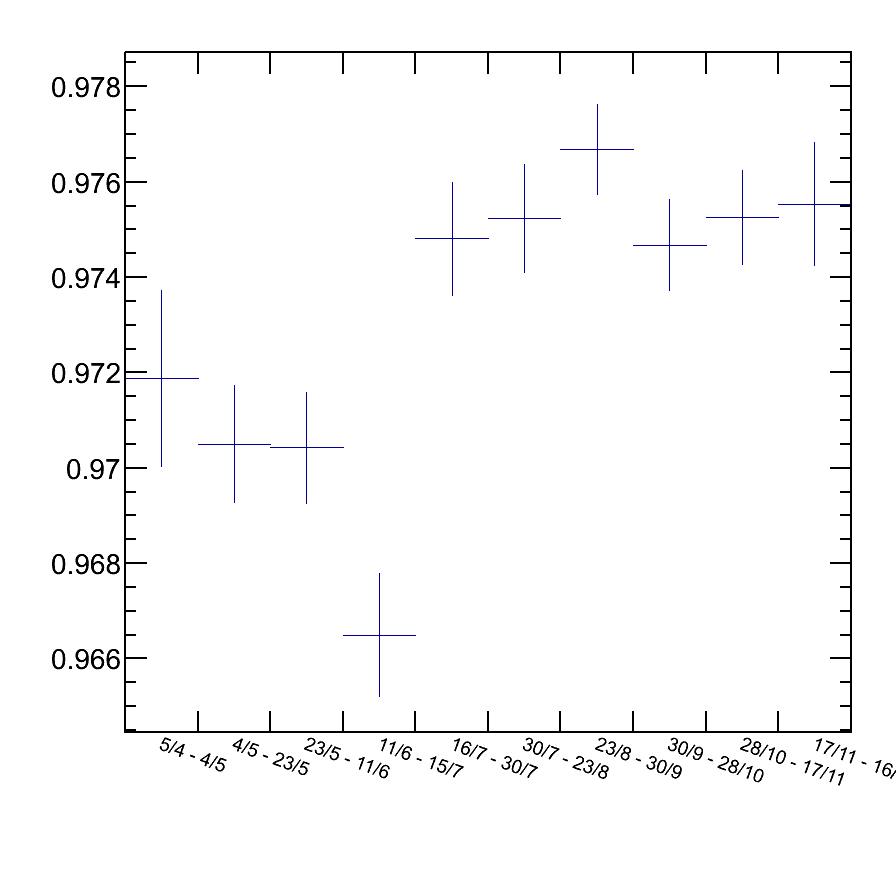 0.978
0.976
0.974
0.972
0.97
0.968
0.966
5/4 - 4/5
4/5 - 23/5
23/5 - 11/6
11/6 - 15/7
16/7 - 30/7
30/7 - 23/8
23/8 - 30/9
30/9 - 28/10
28/10 - 17/11
17/11 - 16/